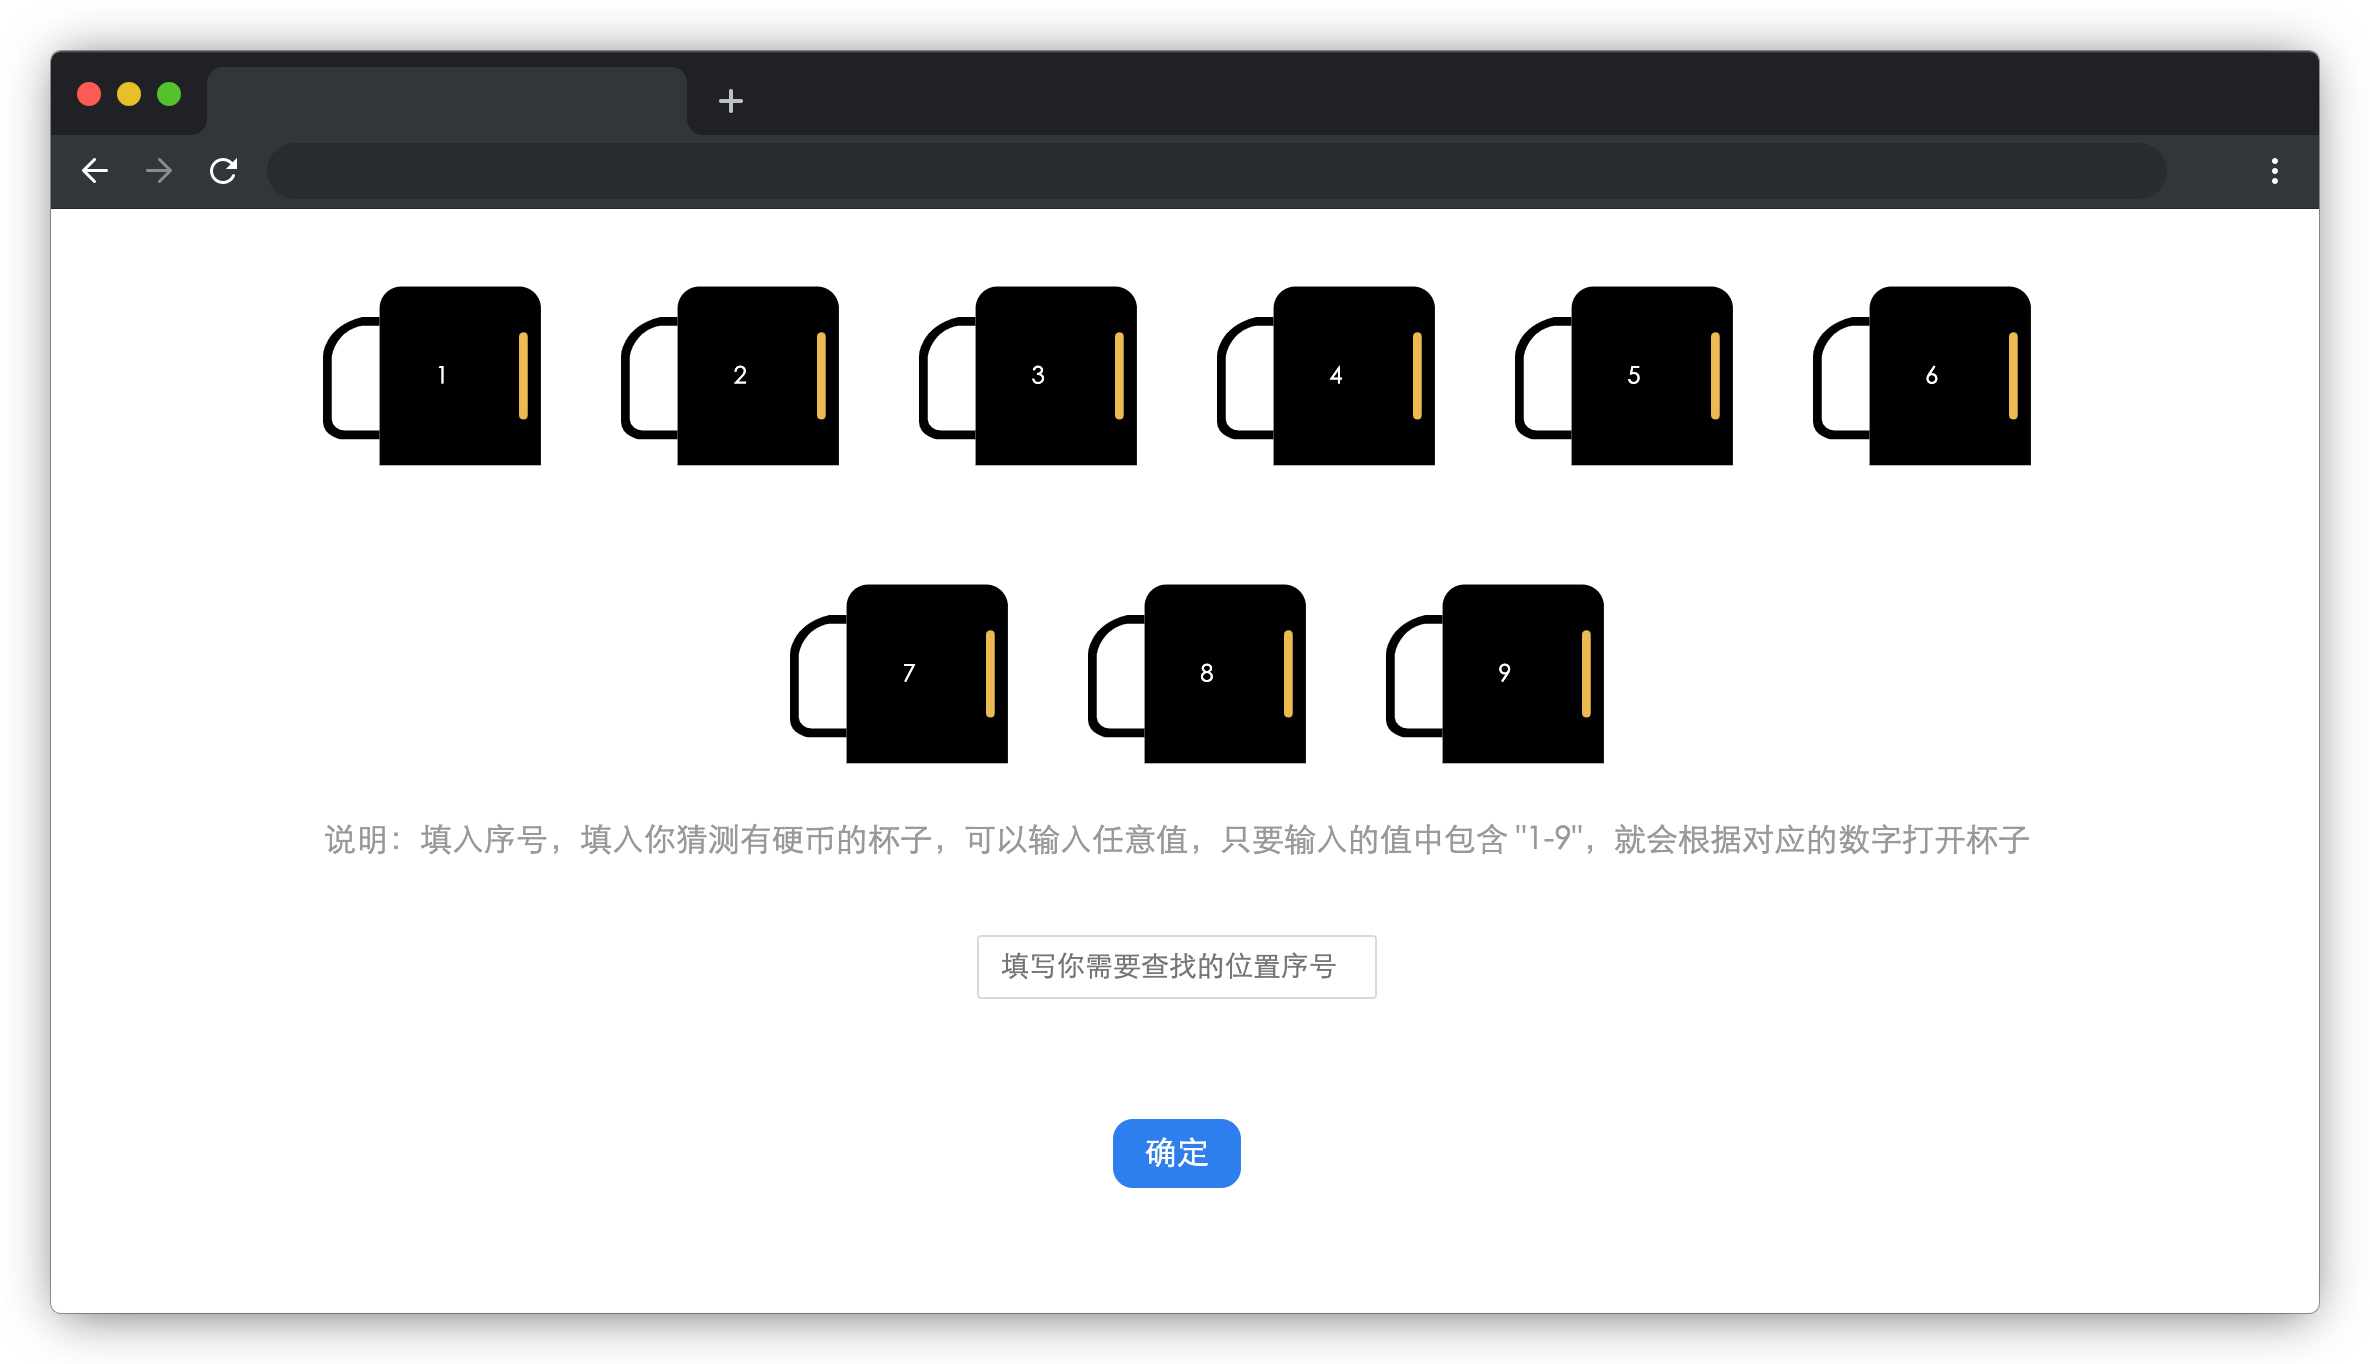 1 2 3 4 5 6
7 8 9
说明：填入序号，填入你猜测有硬币的杯子，可以输入任意值，只要输入的值中包含 "1-9"，就会根据对应的数字打开杯子
填写你需要查找的位置序号
确定